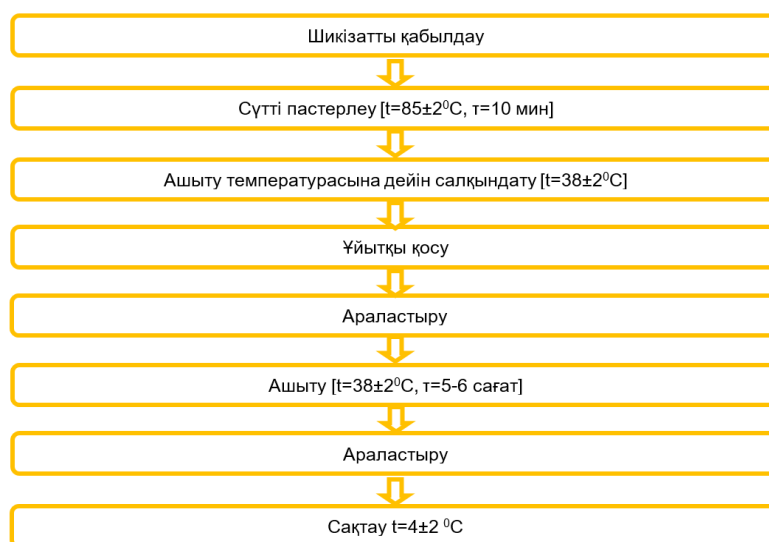 Шикізатты қабылдау
Сүтті пастерлеу [t=85±2⁰C, τ=10 мин]
Ашыту температурасына дейін салқындату [t=38±2⁰C]
Ұйытқы қосу
Араластыру
Ашыту [t=38±2⁰C, τ=5-6 сағат]
Араластыру
Сақтау t=4±2 ⁰C